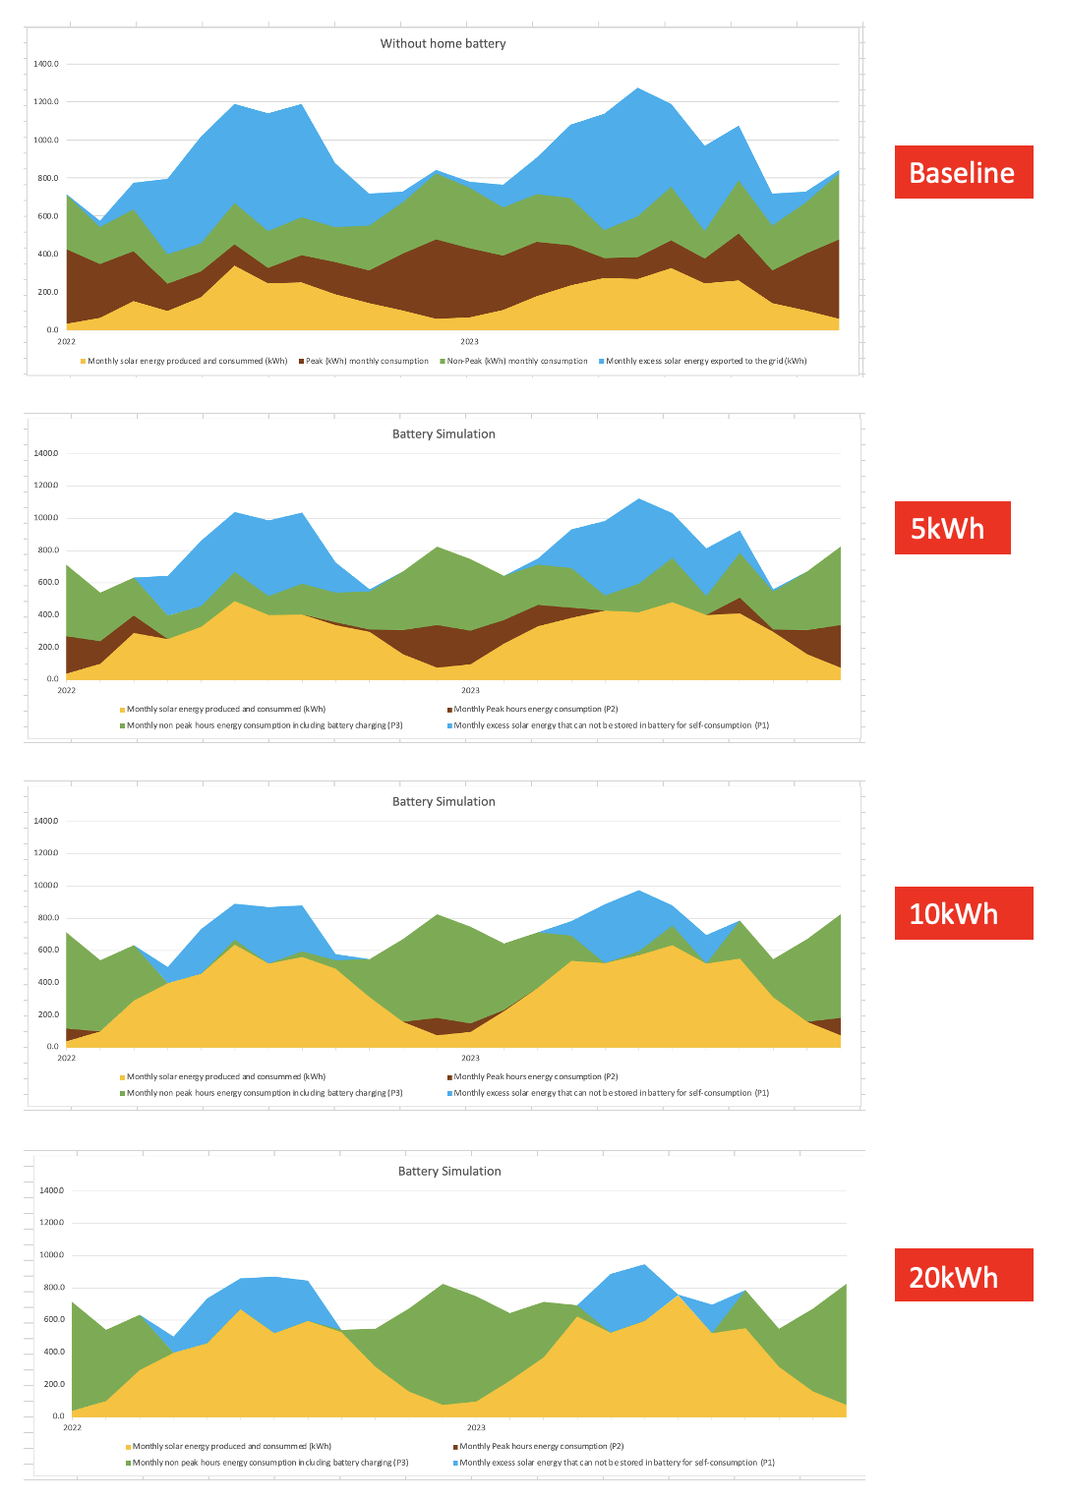 Without home battery
1400.0
1200.0
1000.0
800.0
600.0
400.0
200.0
0.0
2022 2023
Monthly solar energy produced and consummed (kWh) Peak (KWh) monthly consumption Non-Peak (KWh) monthly consumption Monthly excess solar energy exported to the grid (kWh)
Baseline
Battery Simulation
1400.0
1200.0
1000.0
800.0
600.0
400.0
200.0
0.0
2022 2023
Monthly solar energy produced and consummed (kWh) Monthly Peak hours energy consumption (P2)
Monthly non peak hours energy consumption including battery charging (P3) Monthly excess solar energy that can not be stored in battery for self-consumption (P1)
5kWh
Battery Simulation
1400.0
1200.0
1000.0
800.0
600.0
400.0
200.0
0.0
2022 2023
Monthly solar energy produced and consummed (kWh) Monthly Peak hours energy consumption (P2)
Monthly non peak hours energy consumption including battery charging (P3) Monthly excess solar energy that can not be stored in battery for self-consumption (P1)
10kWh
Battery Simulation
1400.0
1200.0
1000.0
800.0
600.0
400.0
200.0
0.0
2022 2023
Monthly solar energy produced and consummed (kWh) Monthly Peak hours energy consumption (P2)
Monthly non peak hours energy consumption including battery charging (P3) Monthly excess solar energy that can not be stored in battery for self-consumption (P1)
20kWh